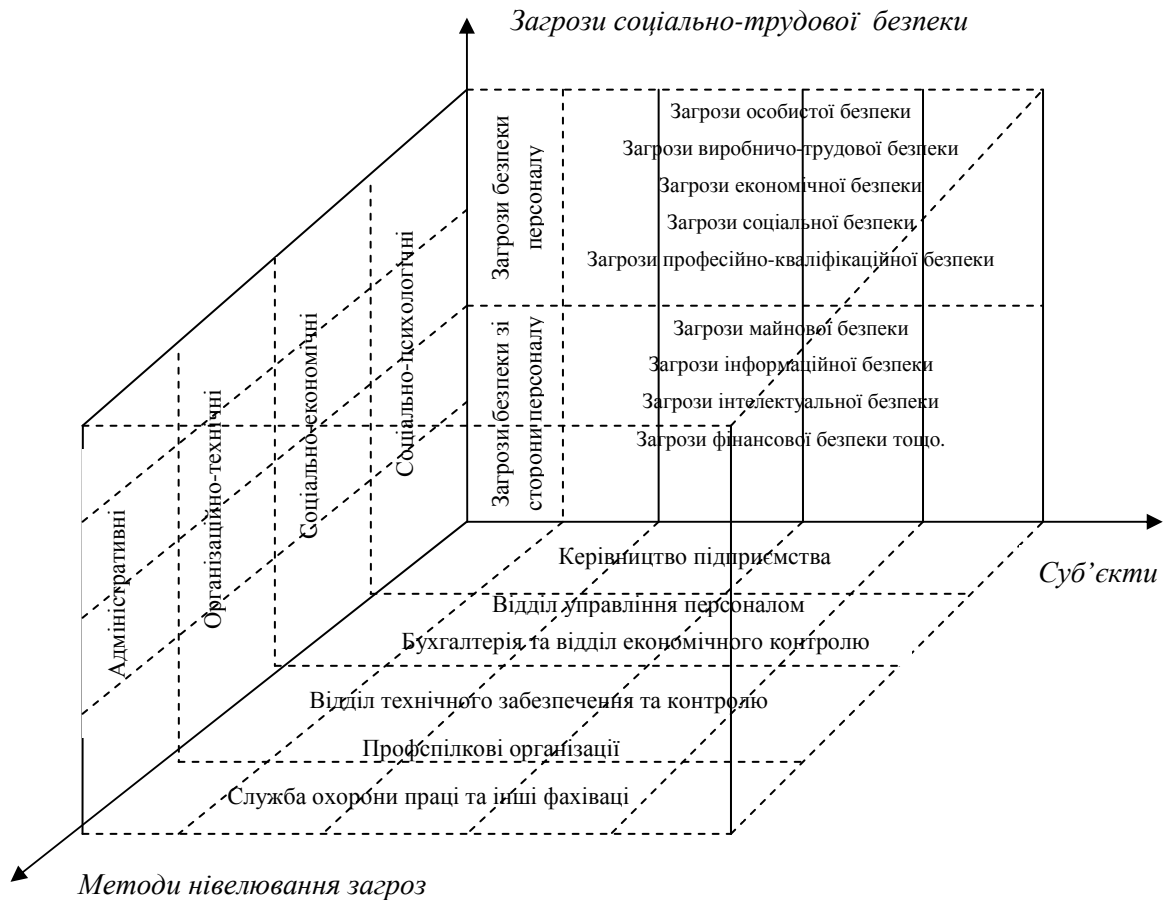 Загрози соціально-трудової безпеки
Загрози безпеки
персоналу
Загрози особистої безпеки
Загрози виробничо-трудової безпеки
Загрози економічної безпеки
Загрози соціальної безпеки
Загрози професійно-кваліфікаційної безпеки
Загрози безпеки зі
сторони персоналу
Загрози майнової безпеки
Загрози інформаційної безпеки
Загрози інтелектуальної безпеки
Загрози фінансової безпеки тощо.
Адміністративні
Організаційно-технічні
Соціально-економічні
Соціально-психологічні
Суб’єкти
Керівництво підприємства
Відділ управління персоналом
Бухгалтерія та відділ економічного контролю
Відділ технічного забезпечення та контролю
Профспілкові організації
Служба охорони праці та інші фахіваці
Методи нівелювання загроз